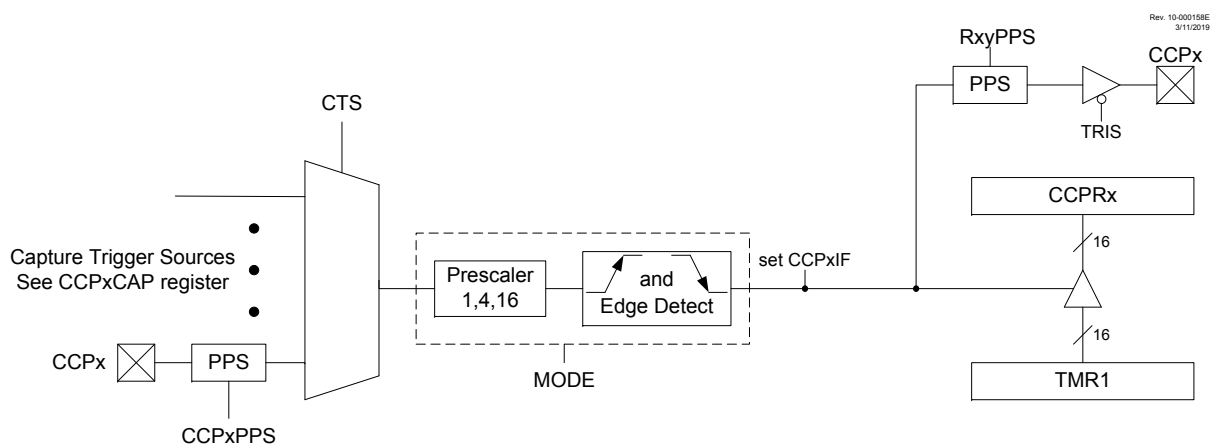 Rev. 10-000158E
3/11/2019
RxyPPS
CCPx
PPS
TRIS
CTS
CCPRx
16
Capture Trigger Sources
See CCPxCAP register
Prescaler
1,4,16
and
Edge Detect
set CCPxIF
16
CCPx
PPS
MODE
TMR1
CCPxPPS